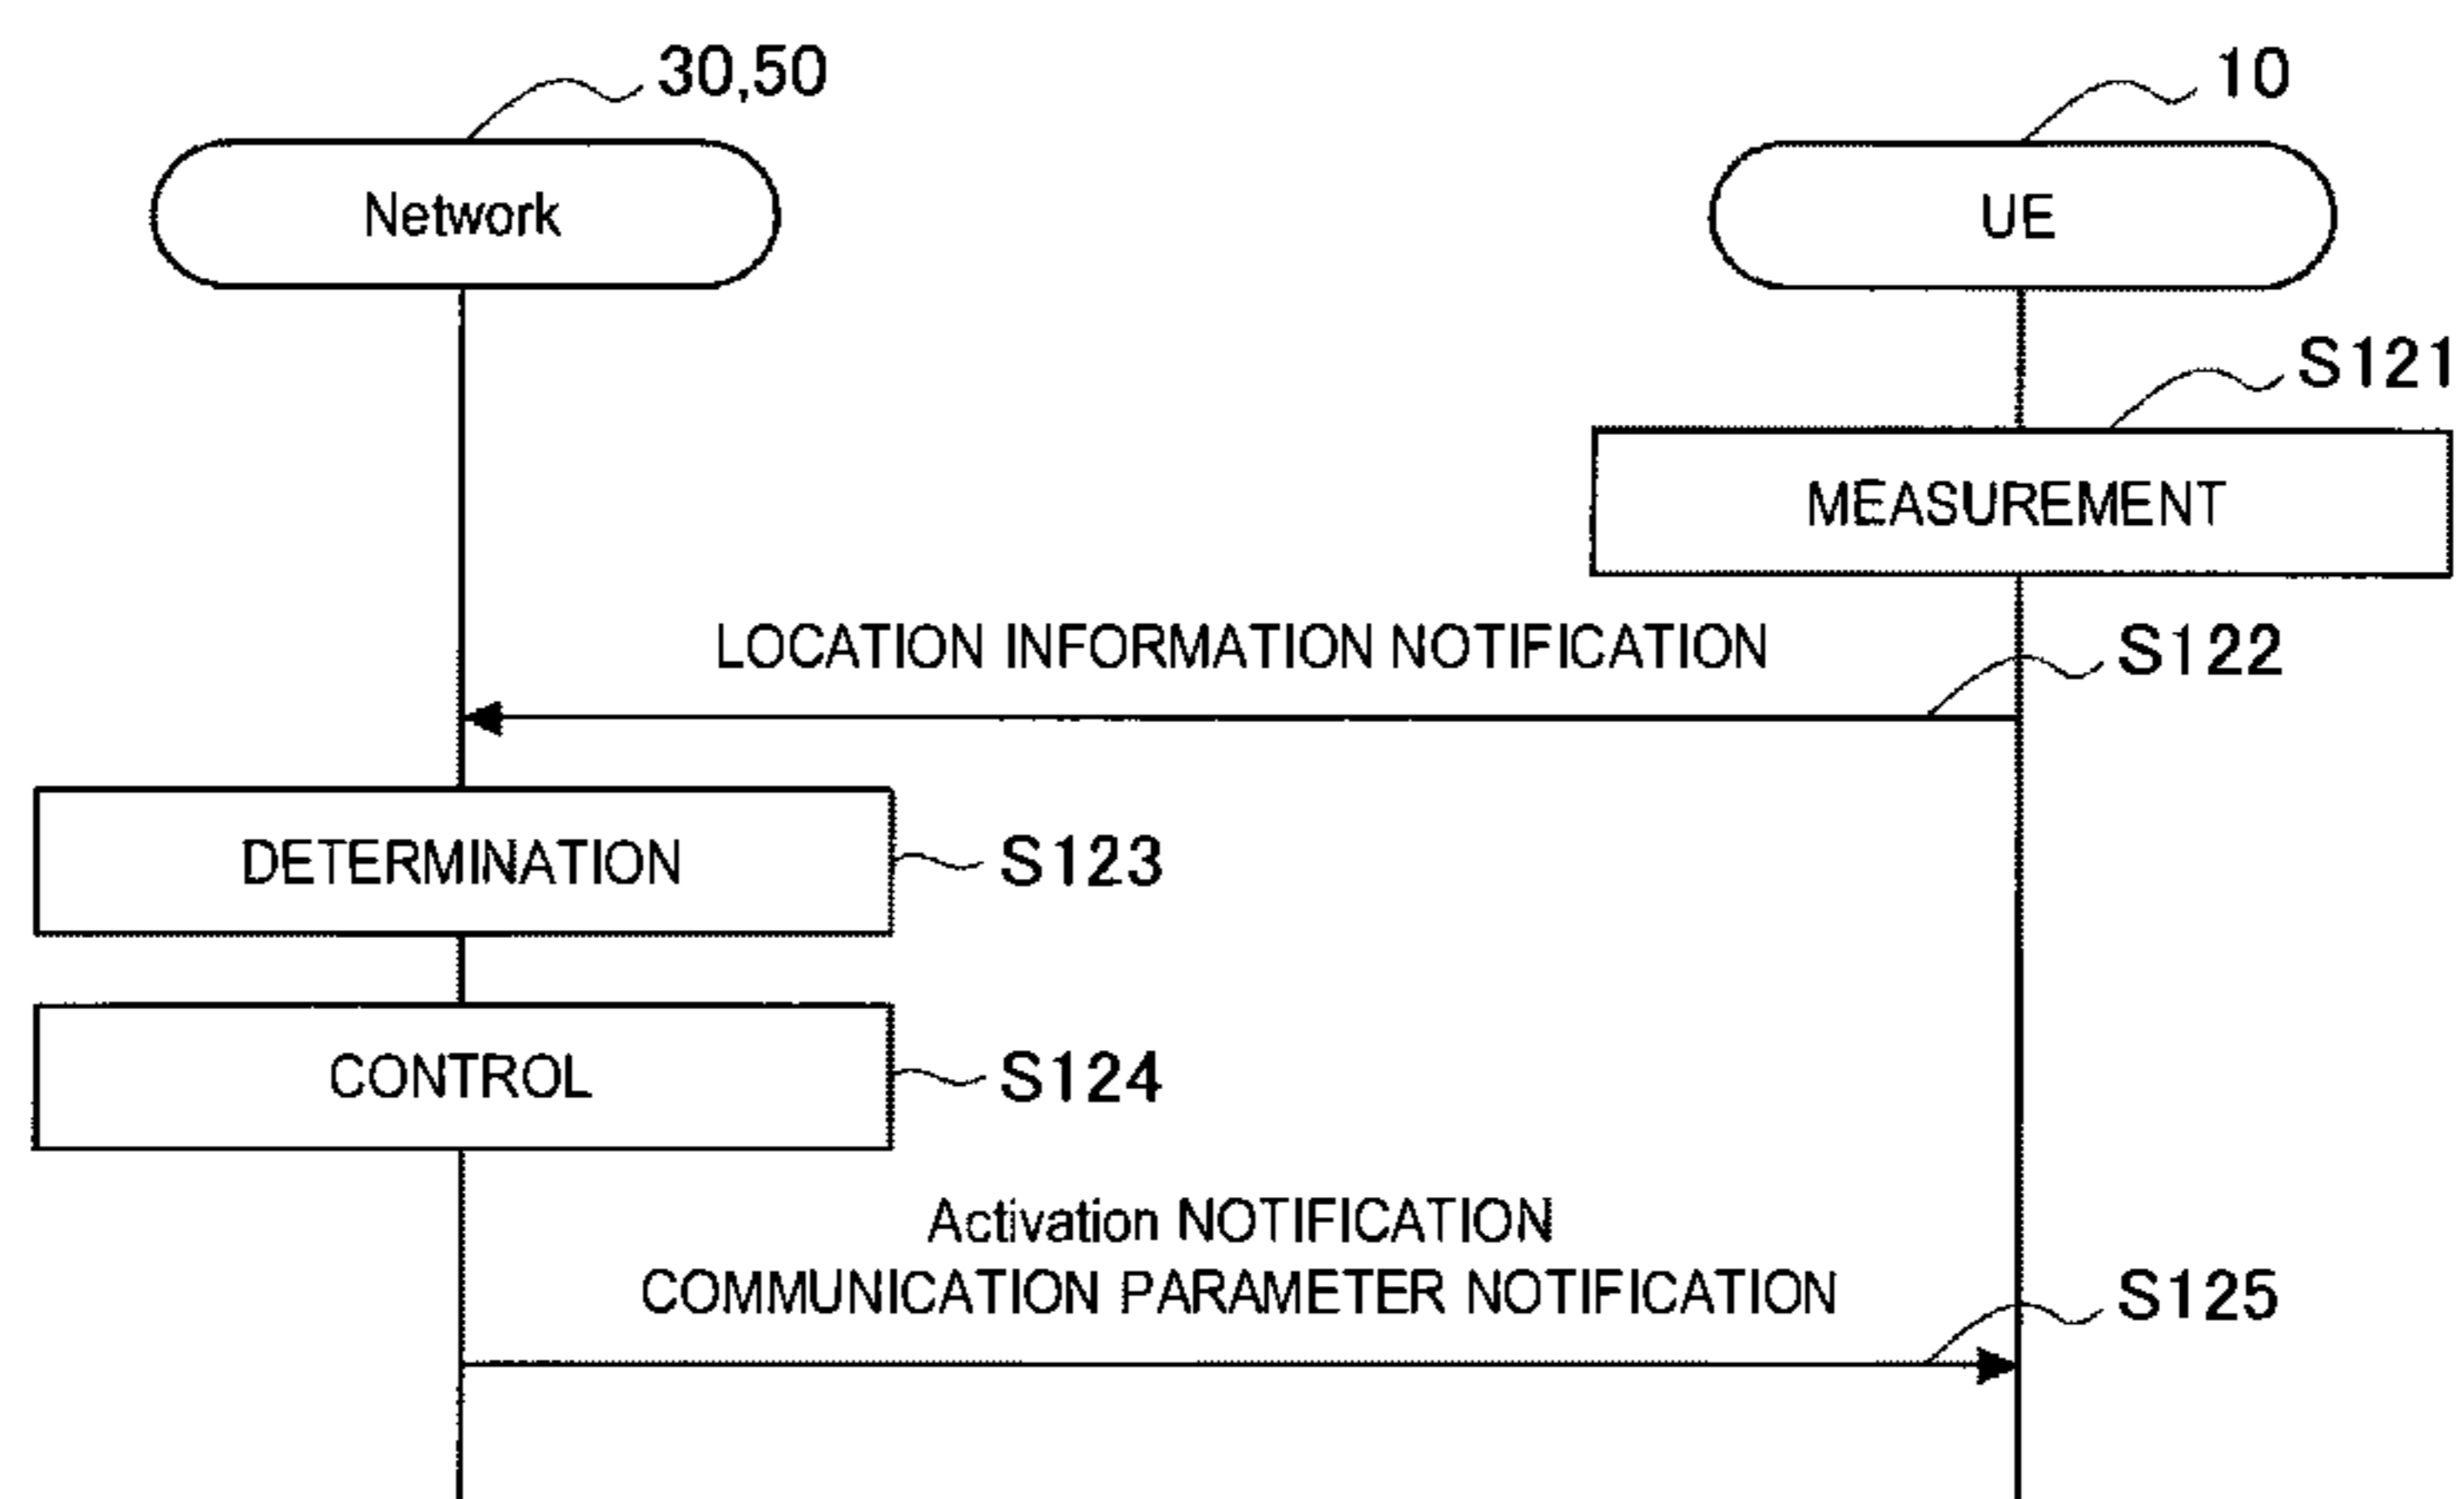 30,50
10
Network
UE
S121
MEASUREMENT
LOCATION INFORMATION NOTIFICATION
S122
DETERMINATION
S123
CONTROL
S124
Activation NOTIFICATION
COMMUNICATION PARAMETER NOTIFICATION
S125